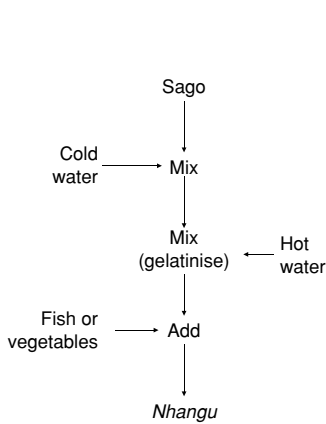 Sago
Cold
water
Mix
Mix
(gelatinise)
Hot
water
Fish or
vegetables
Add
Nhangu